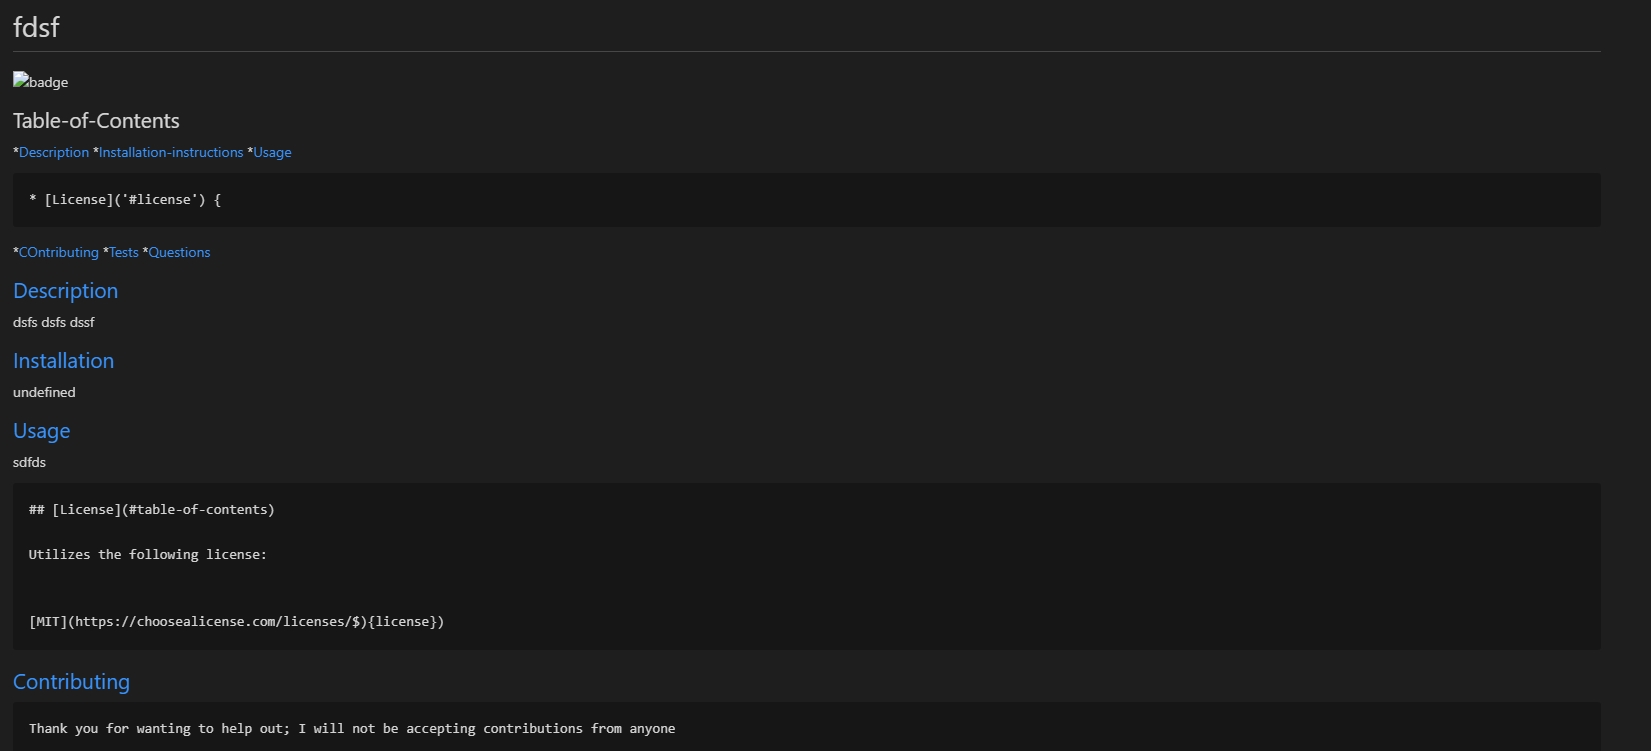 fdsf
badge
Table-of-Contents
*Description *Installation-instructions *Usage
* [License]('#license') {
*COntributing *Tests *Questions
Description
dsfs dsfs dssf
Installation
undefined
Usage
sdfds
## [License](#table-of-contents)
Utilizes the following license:
[MIT](https://choosealicense.com/licenses/$){license})
Contributing
Thank you for wanting to help out; I will not be accepting contributions from anyone